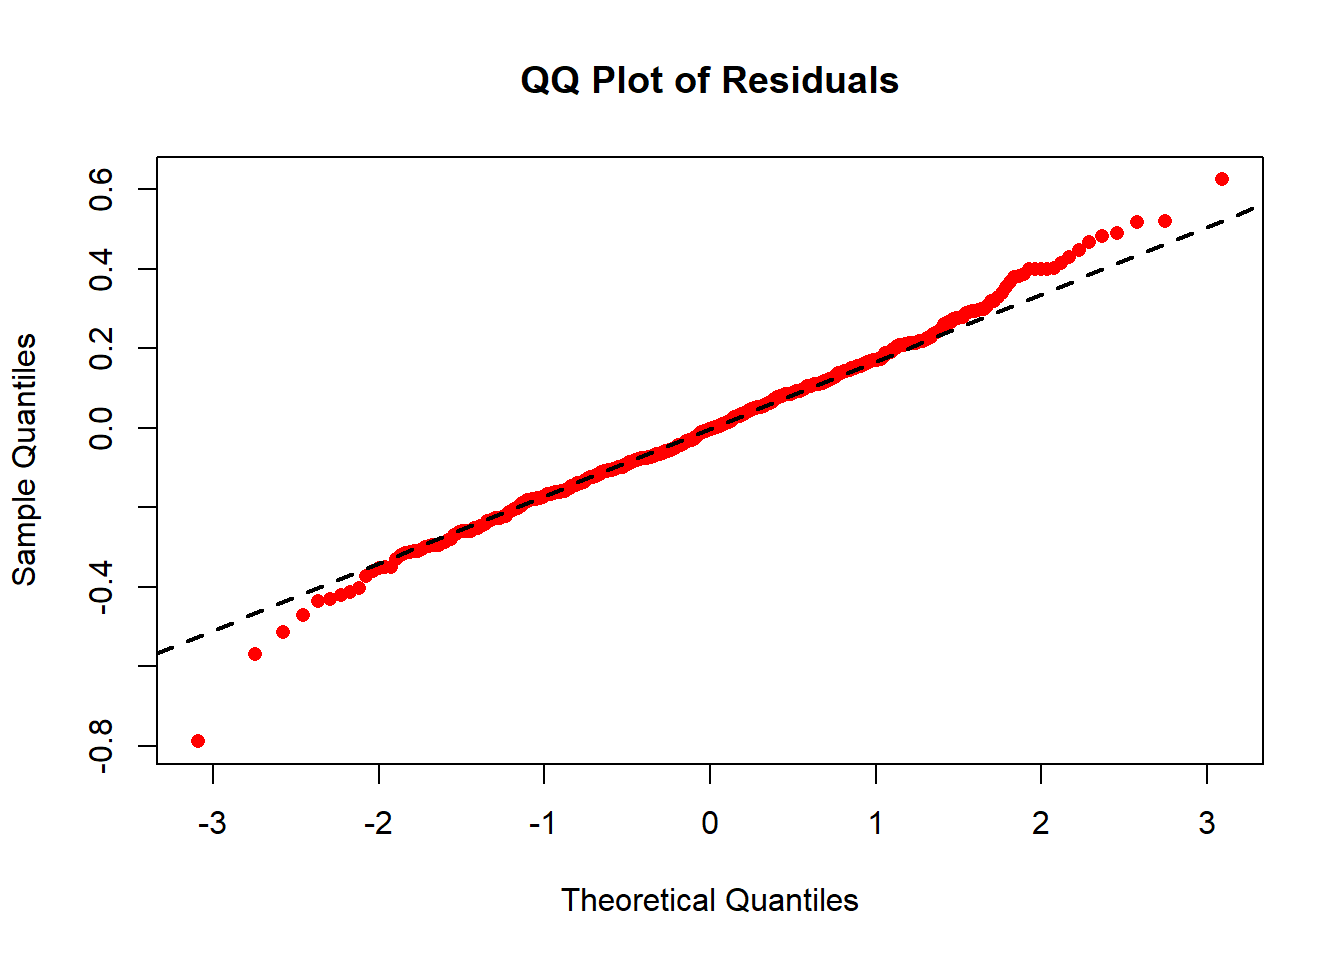 QQ Plot of Residuals
Sample Quantiles
0.6
0.4
0.2
0.0
-0.4
-0.8
-3 -2 -1 0 1 2 3
Theoretical Quantiles